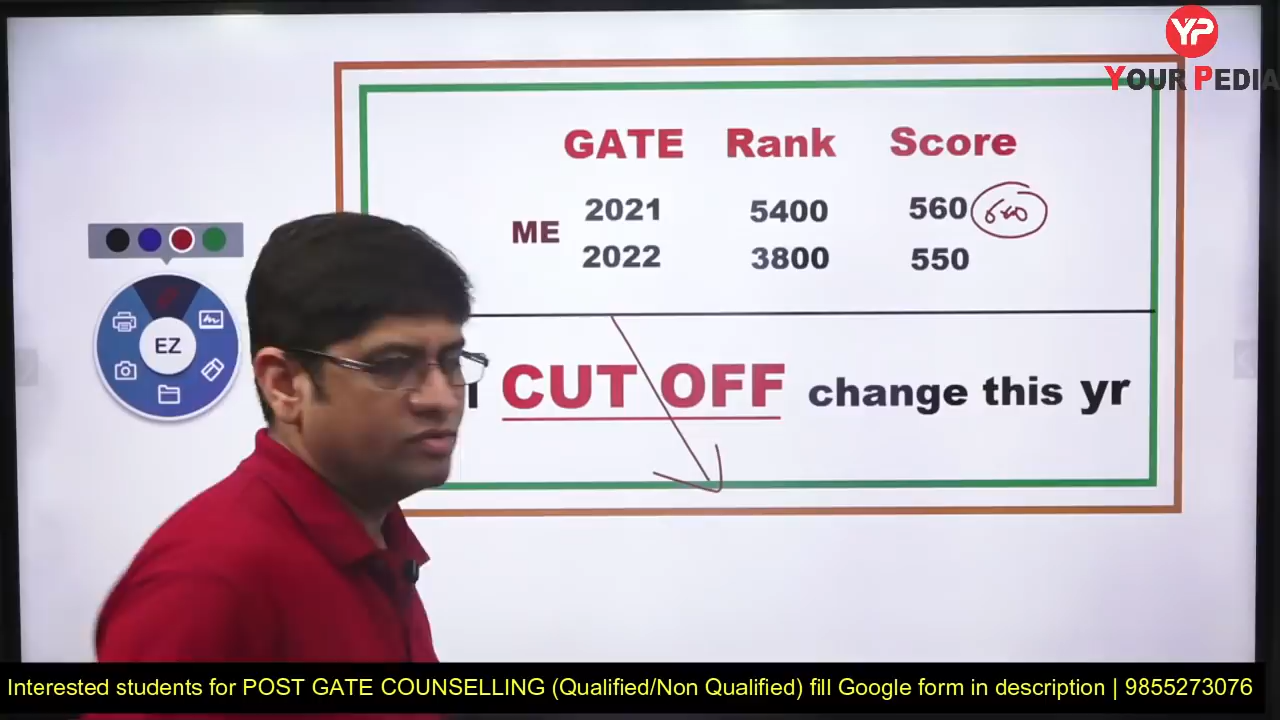 YP
YOUR PEDIA
GATE Rank Score
ME
2021 5400 560
2022 3800 550
EZ
CUT OFF change this yr
Interested students for POST GATE COUNSELLING (Qualified/Non Qualified) fill Google form in description | 9855273076